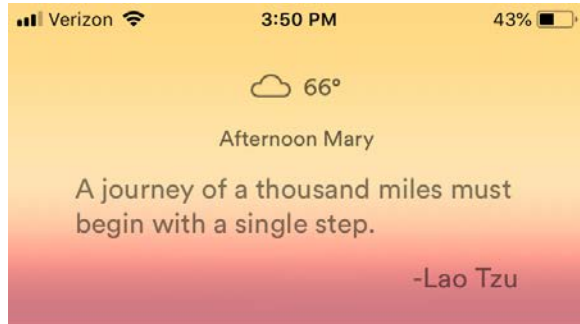 Verizon 3:50 PM 43%
66°
Afternoon Mary
A journey of a thousand miles must
begin with a single step.
-Lao Tzu